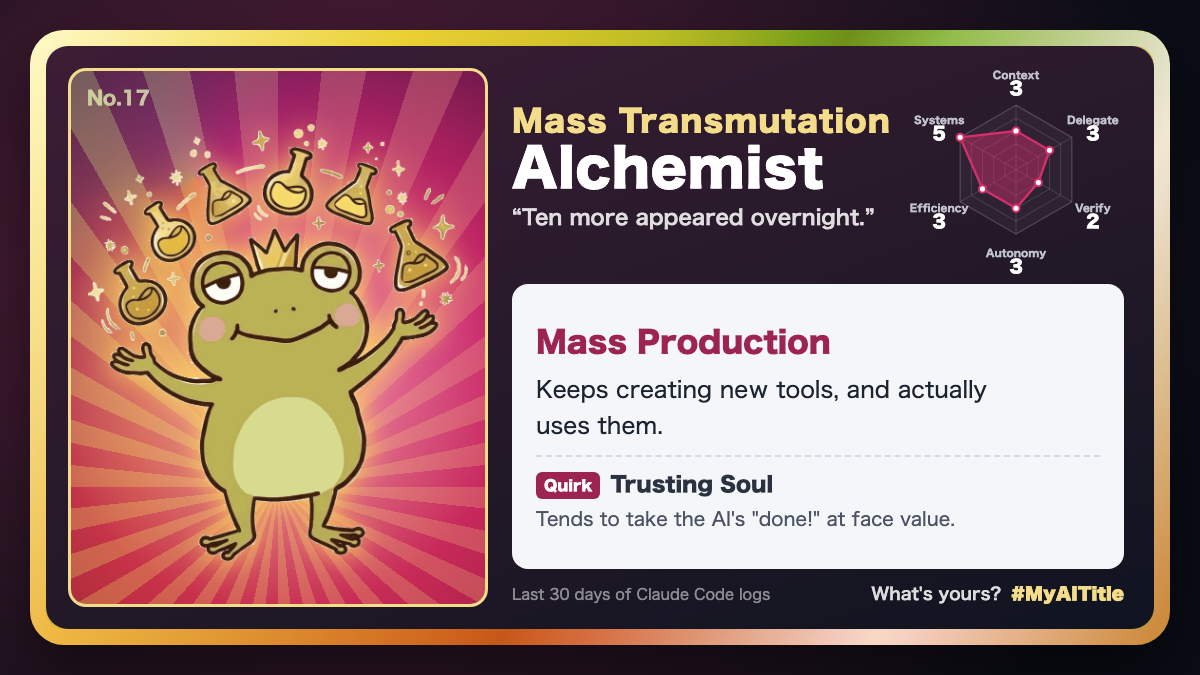 No.17
Mass Transmutation
Alchemist
“Ten more appeared overnight.”
Context
3
Systems
5
Delegate
3
Efficiency
3
Verify
2
Autonomy
3
Mass Production
Keeps creating new tools, and actually
uses them.
Quirk Trusting Soul
Tends to take the AI's "done!" at face value.
Last 30 days of Claude Code logs
What's yours? #MyAITitle